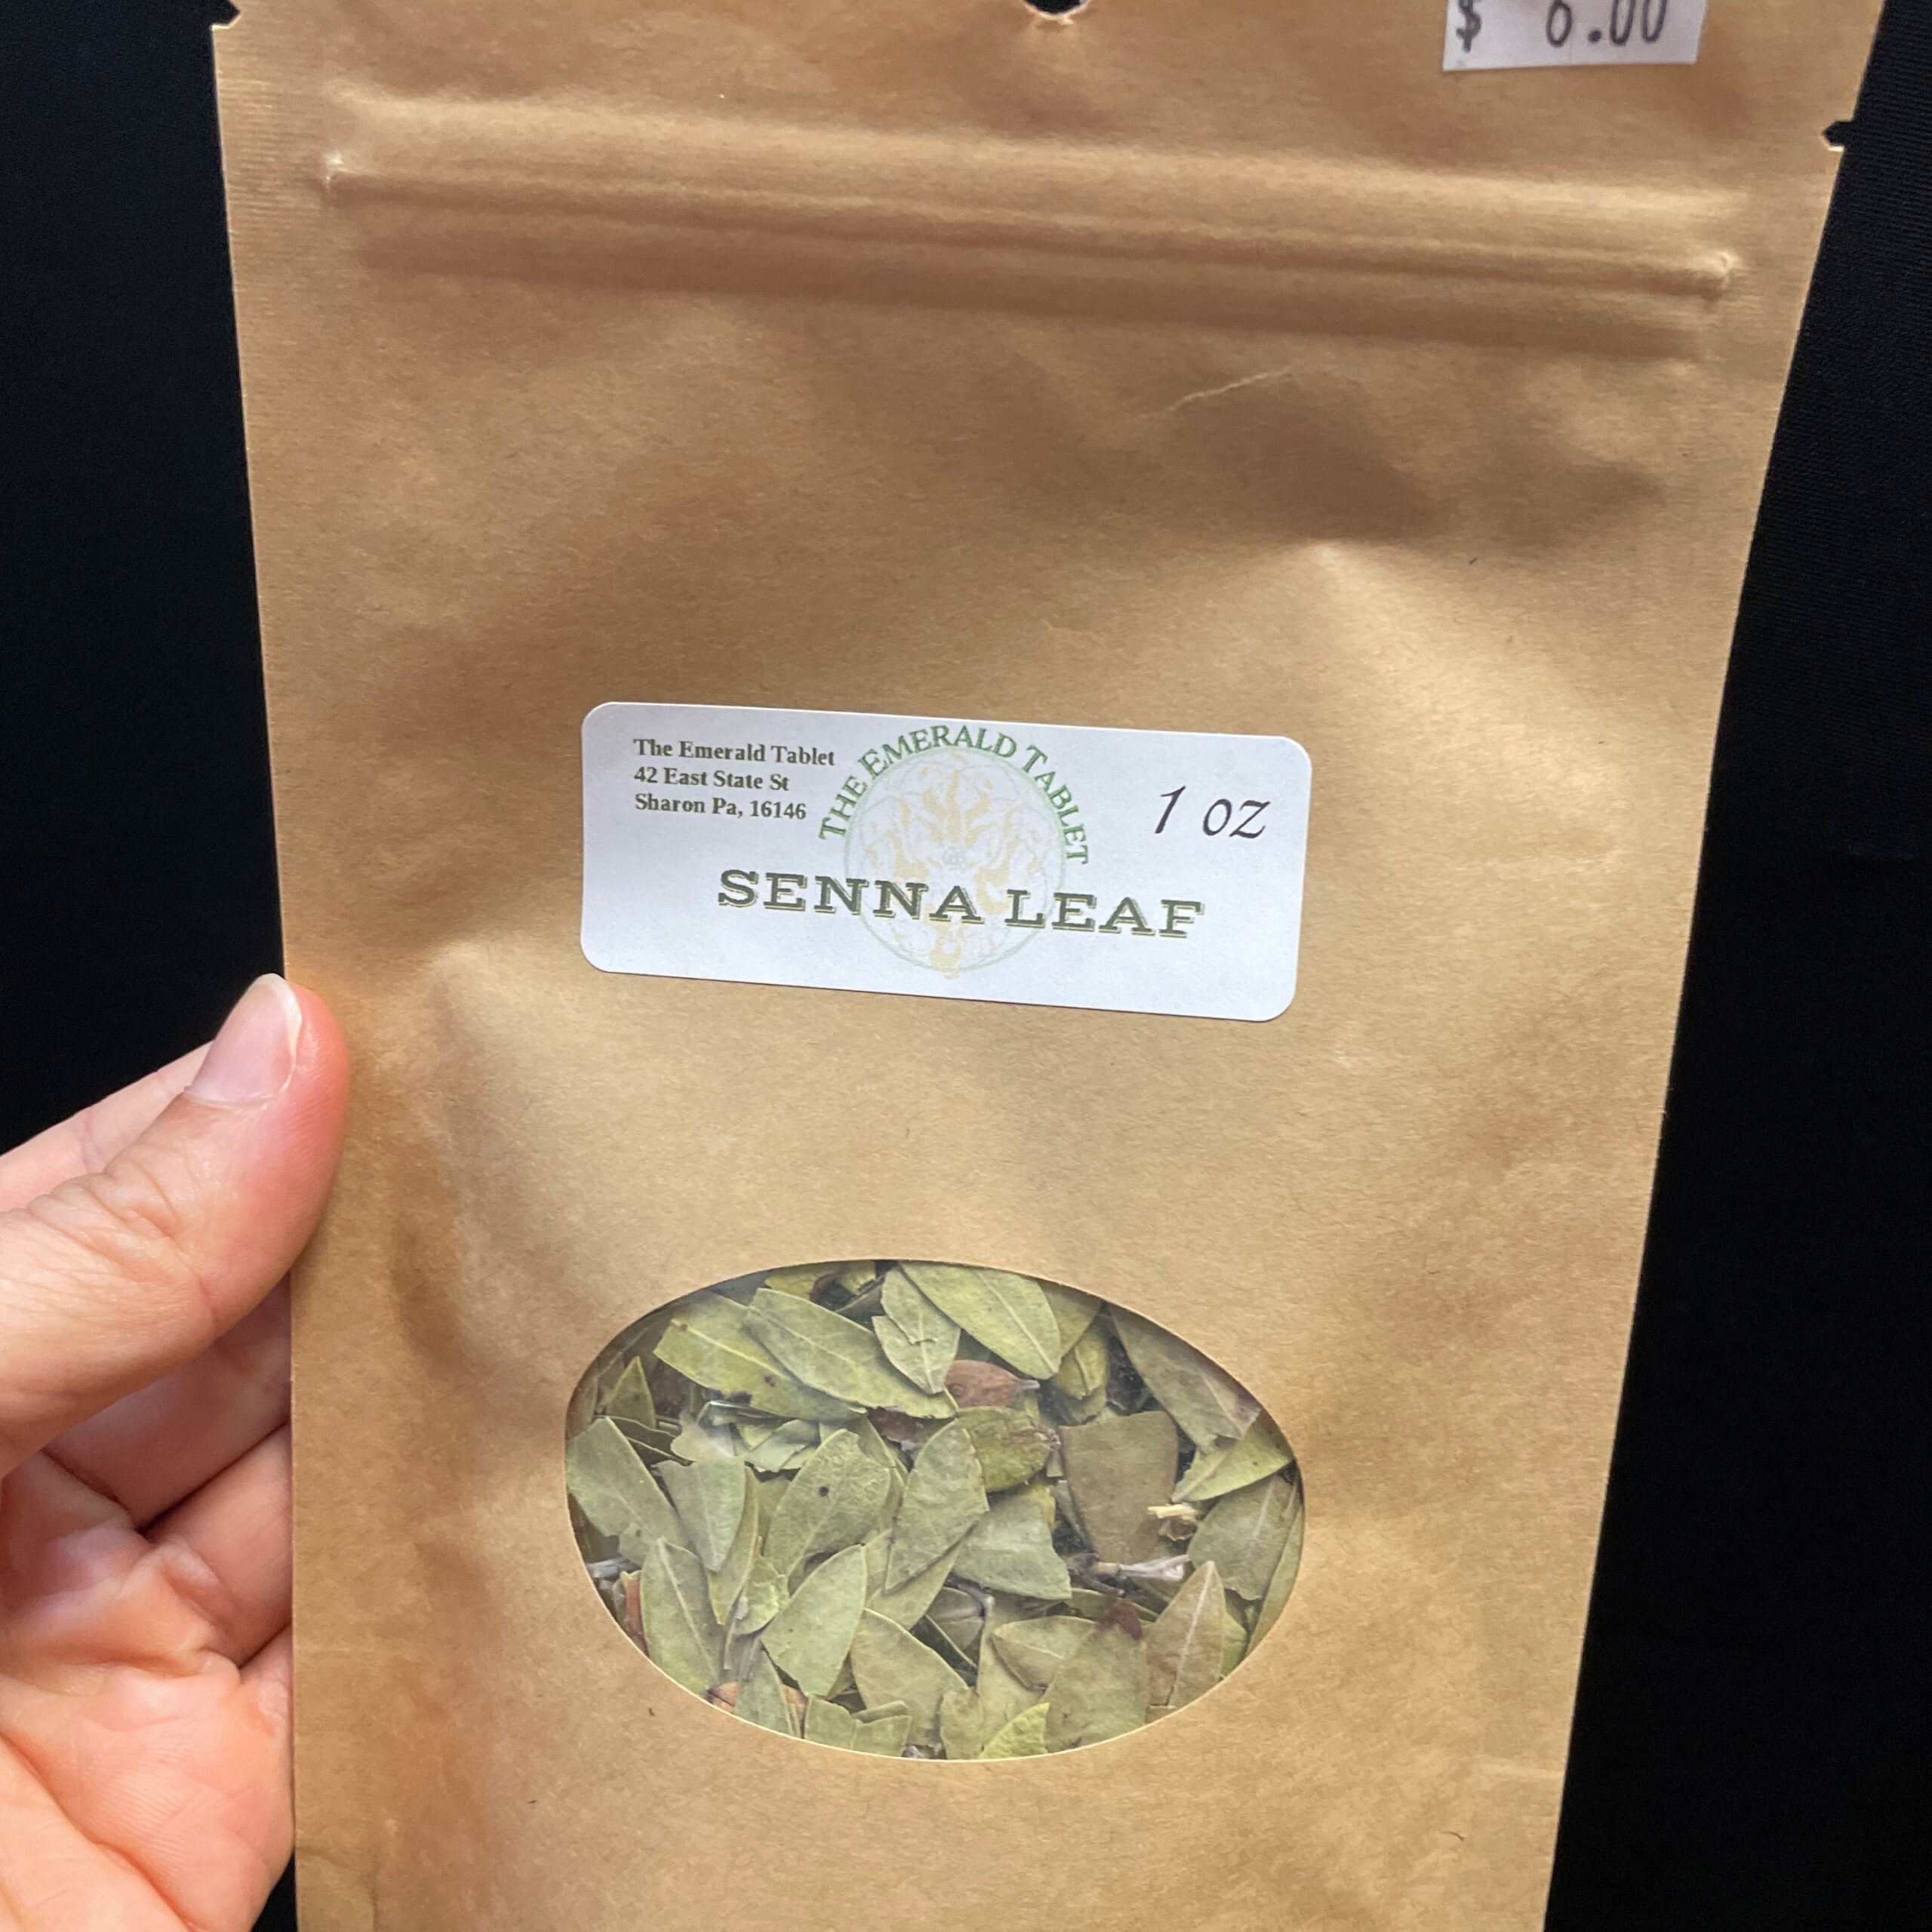 $ 6.00
The Emerald Tablet
42 East State St
Sharon Pa, 16146
THE EMERALD TABLET
1 oz
SENNA LEAF